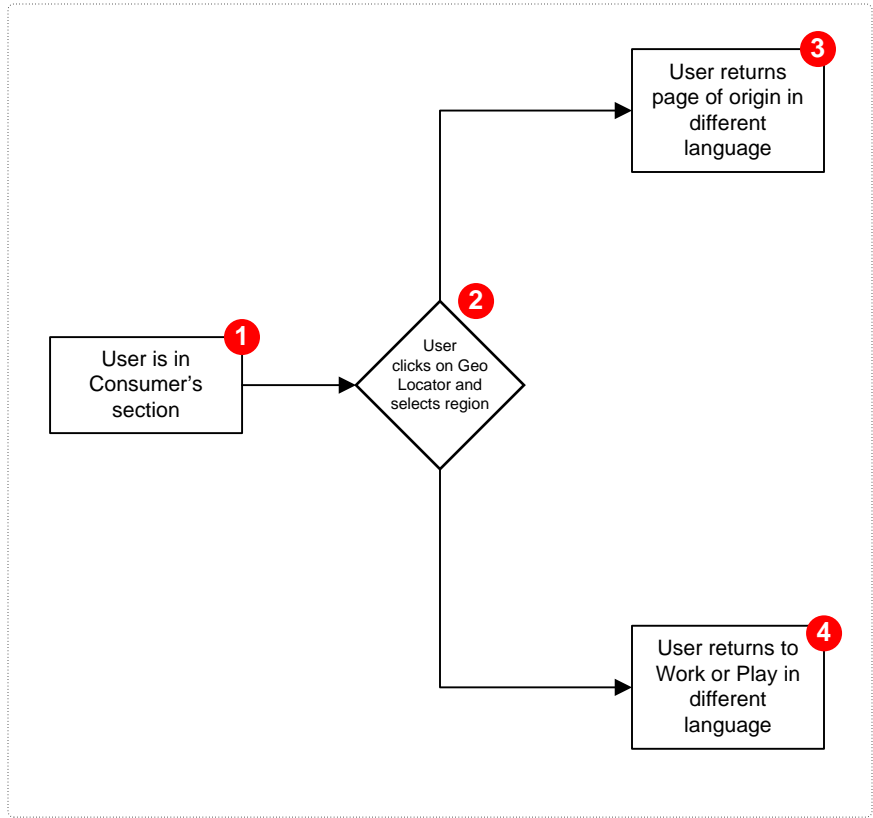 1
User is in
Consumer’s
section
2
User
clicks on Geo
Locator and
selects region
3
User returns
page of origin in
different
language
4
User returns to
Work or Play in
different
language